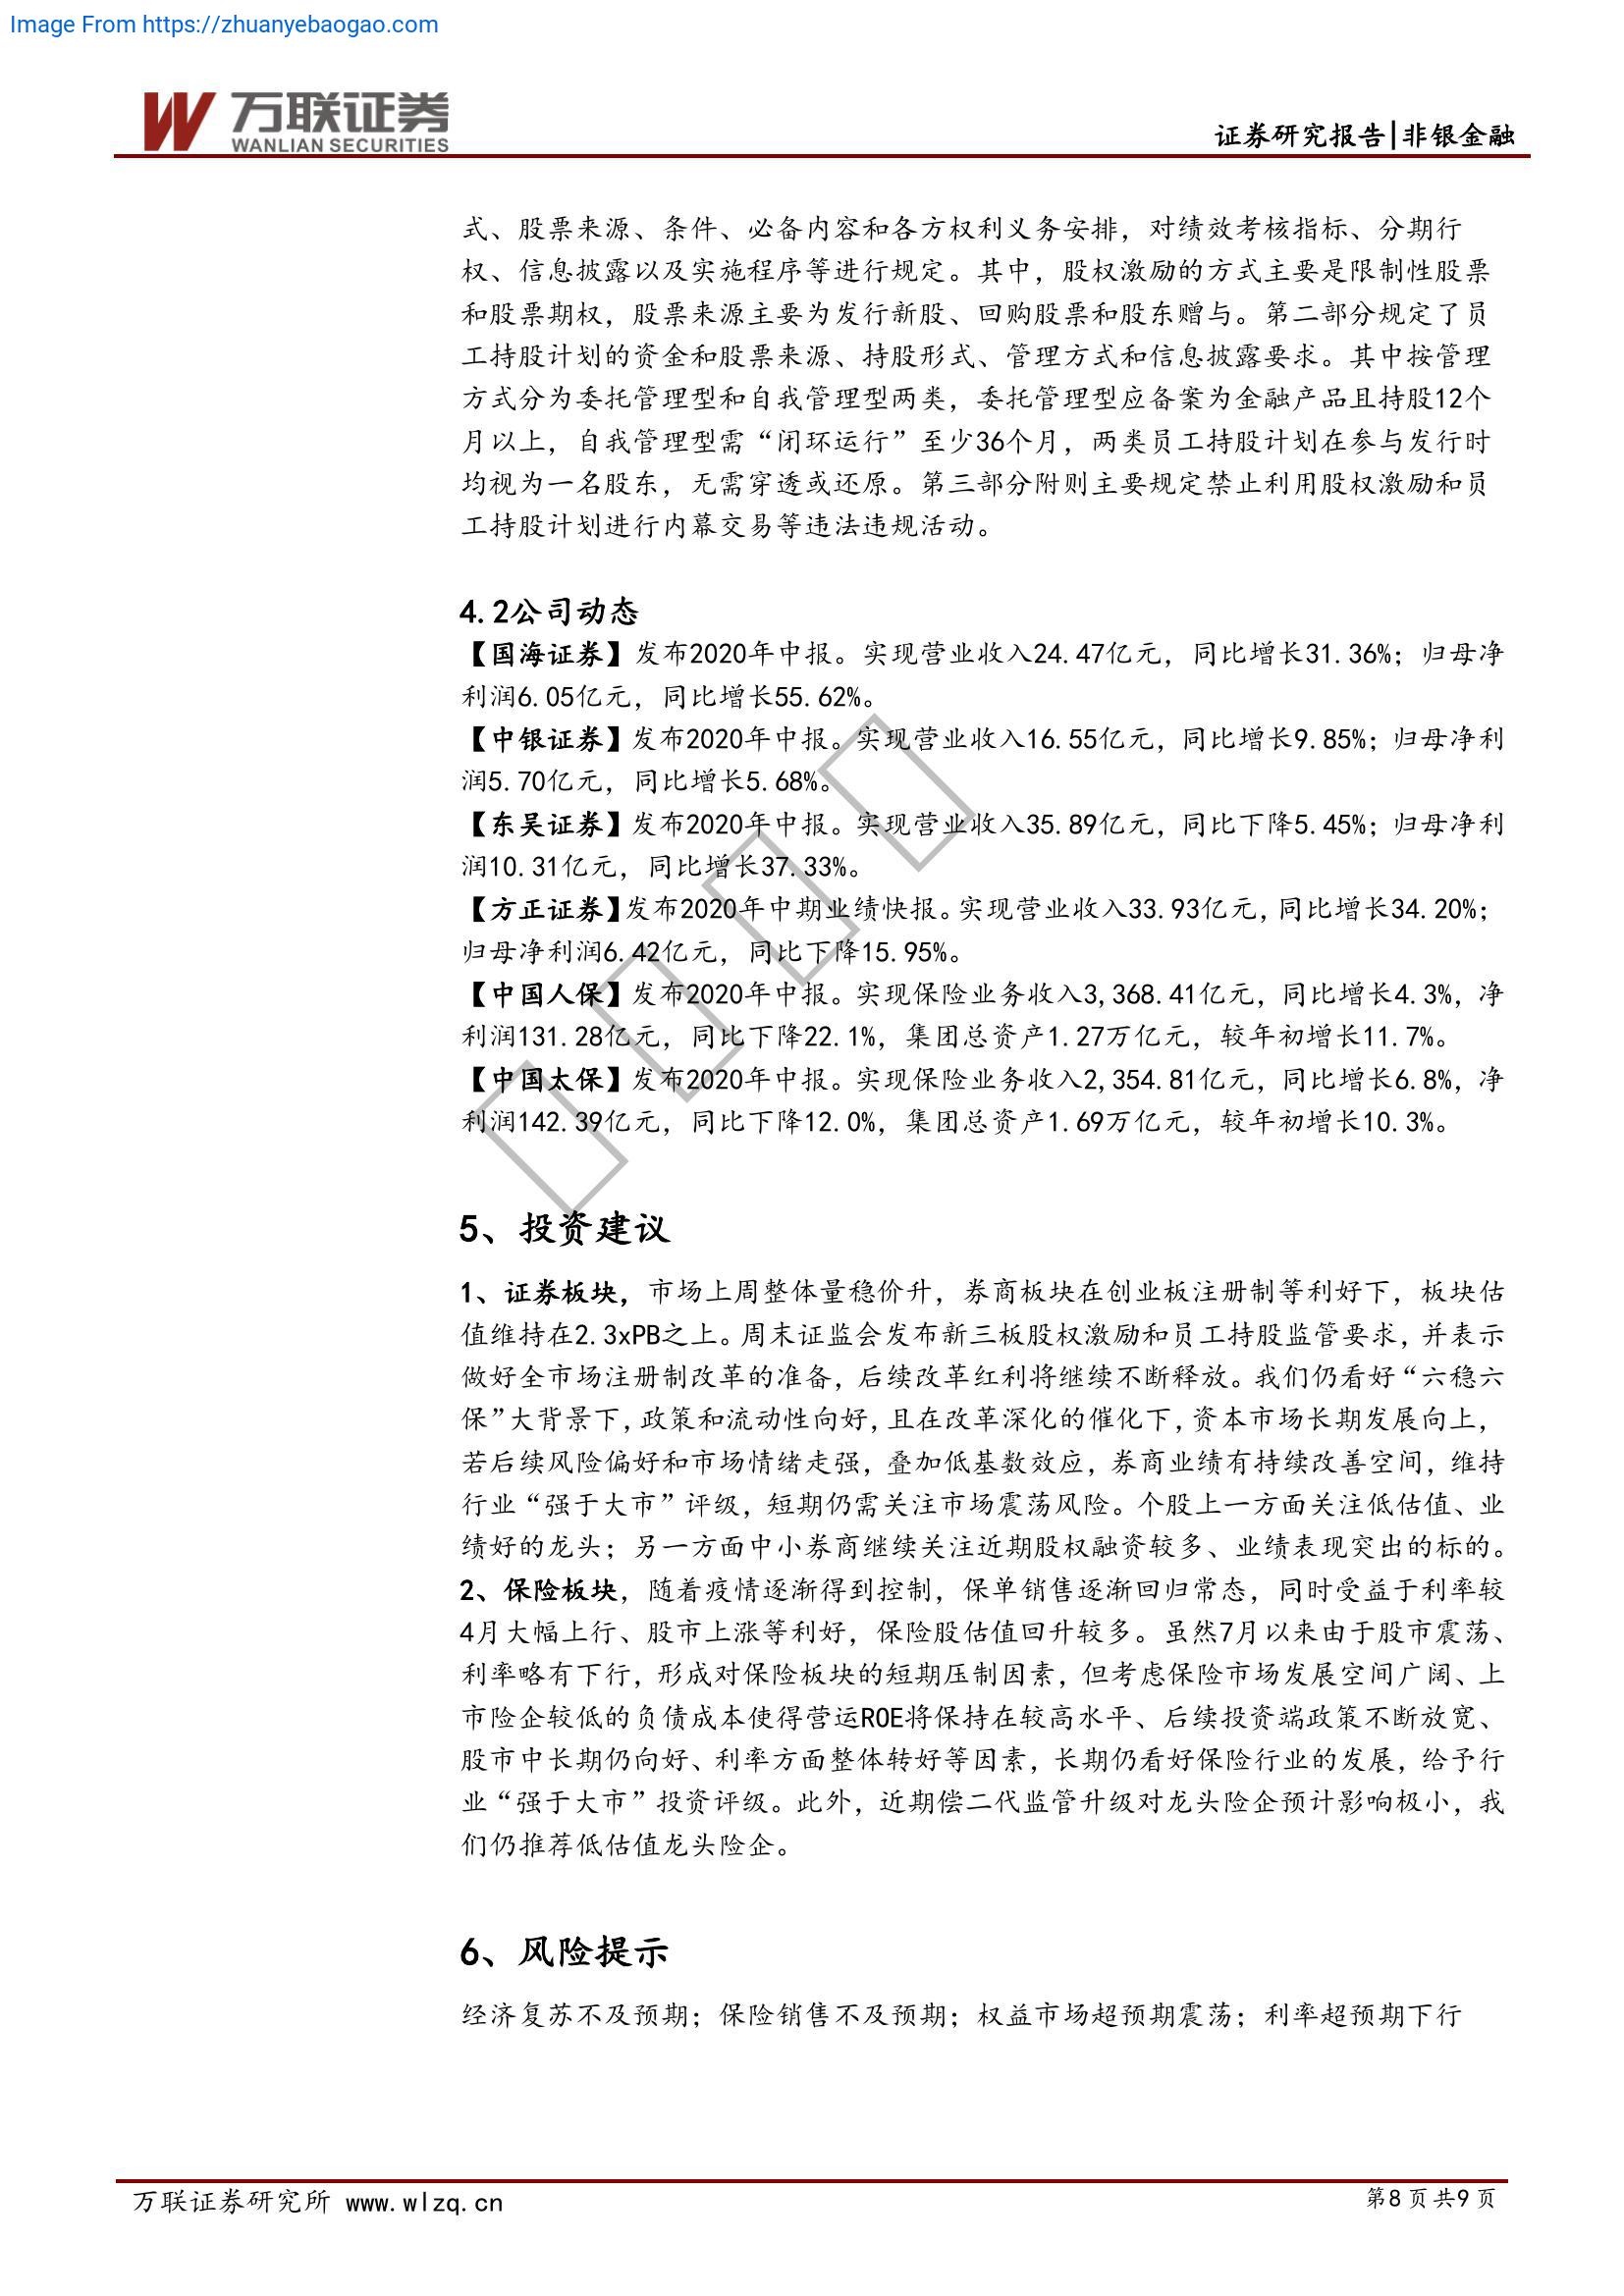 Image From https://zhuanyebaogao.com
万联证券
WANLIAN SECURITIES
证券研究报告|非银金融
式、股票来源、条件、必备内容和各方权利义务安排，对绩效考核指标、分期行
权、信息披露以及实施程序等进行规定。其中，股权激励的方式主要是限制性股票
和股票期权，股票来源主要为发行新股、回购股票和股东赠与。第二部分规定了员
工持股计划的资金和股票来源、持股形式、管理方式和信息披露要求。其中按管理
方式分为委托管理型和自我管理型两类，委托管理型应备案为金融产品且持股12个
月以上，自我管理型需“闭环运行”至少36个月，两类员工持股计划在参与发行时
均视为一名股东，无需穿透或还原。第三部分附则主要规定禁止利用股权激励和员
工持股计划进行内幕交易等违法违规活动。
4.2公司动态
【国海证券】发布2020年中报。实现营业收入24.47亿元，同比增长31.36%；归母净
利润6.05亿元，同比增长55.62%。
【中银证券】发布2020年中报。实现营业收入16.55亿元，同比增长9.85%；归母净利
润5.70亿元，同比增长5.68%。
【东吴证券】发布2020年中报。实现营业收入35.89亿元，同比下降5.45%；归母净利
润10.31亿元，同比增长37.33%。
【方正证券】发布2020年中期业绩快报。实现营业收入33.93亿元，同比增长34.20%；
归母净利润6.42亿元，同比下降15.95%。
【中国人保】发布2020年中报。实现保险业务收入3,368.41亿元，同比增长4.3%，净
利润131.28亿元，同比下降22.1%，集团总资产1.27万亿元，较年初增长11.7%。
【中国太保】发布2020年中报。实现保险业务收入2,354.81亿元，同比增长6.8%，净
利润142.39亿元，同比下降12.0%，集团总资产1.69万亿元，较年初增长10.3%。
5、投资建议
1、证券板块，市场上周整体量稳价升，券商板块在创业板注册制等利好下，板块估
值维持在2.3xPB之上。周末证监会发布新三板股权激励和员工持股监管要求，并表示
做好全市场注册制改革的准备，后续改革红利将继续不断释放。我们仍看好“六稳六
保”大背景下，政策和流动性向好，且在改革深化的催化下，资本市场长期发展向上，
若后续风险偏好和市场情绪走强，叠加低基数效应，券商业绩有持续改善空间，维持
行业“强于大市”评级，短期仍需关注市场震荡风险。个股上一方面关注低估值、业
绩好的龙头；另一方面中小券商继续关注近期股权融资较多、业绩表现突出的标的。
2、保险板块，随着疫情逐渐得到控制，保单销售逐渐回归常态，同时受益于利率较
4月大幅上行、股市上涨等利好，保险股估值回升较多。虽然7月以来由于股市震荡、
利率略有下行，形成对保险板块的短期压制因素，但考虑保险市场发展空间广阔、上
市险企较低的负债成本使得营运ROE将保持在较高水平、后续投资端政策不断放宽、
股市中长期仍向好、利率方面整体转好等因素，长期仍看好保险行业的发展，给予行
业“强于大市”投资评级。此外，近期偿二代监管升级对龙头险企预计影响极小，我
们仍推荐低估值龙头险企。
6、风险提示
经济复苏不及预期；保险销售不及预期；权益市场超预期震荡；利率超预期下行
万联证券研究所 www.wlzq.cn
第8页共9页